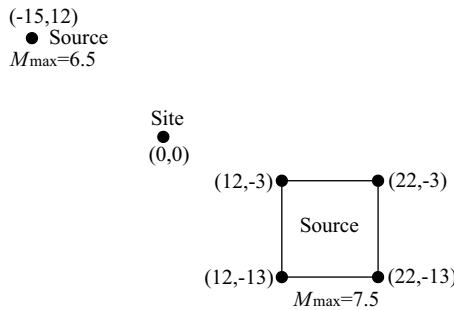 (-15,12)
Source
Mmax=6.5
Site
(0,0)
(12,-3)
(22,-3)
Source
(12,-13)
(22,-13)
Mmax=7.5